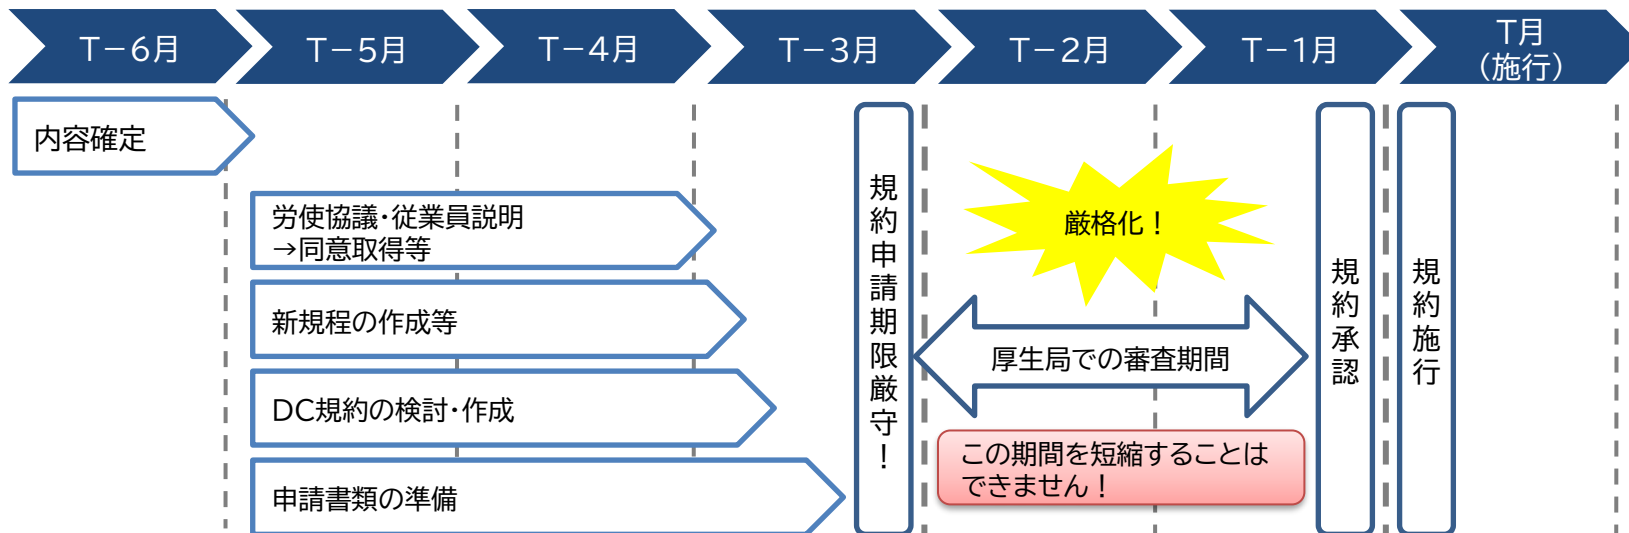 T−6月
T−5月
T−4月
T−3月
T−2月
T−1月
T月
(施行)
内容確定
労使協議・従業員説明
→同意取得等
新規程の作成等
DC規約の検討・作成
申請書類の準備
規約申請期限厳守！
厳格化！
厚生局での審査期間
この期間を短縮することは
できません！
規約承認
規約施行